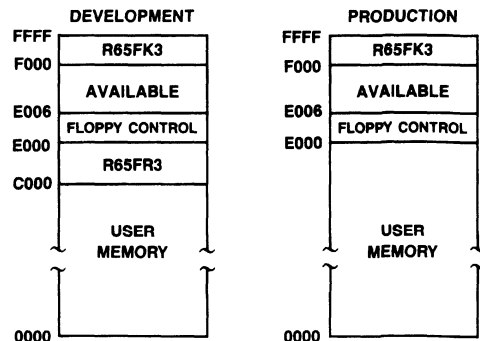 DEVELOPMENT
FFFF
R65FK3
F000
AVAILABLE
E006
FLOPPY CONTROL
E000
R65FR3
C000
USER
MEMORY
0000
PRODUCTION
FFFF
R65FK3
F000
AVAILABLE
E006
FLOPPY CONTROL
E000
USER
MEMORY
0000